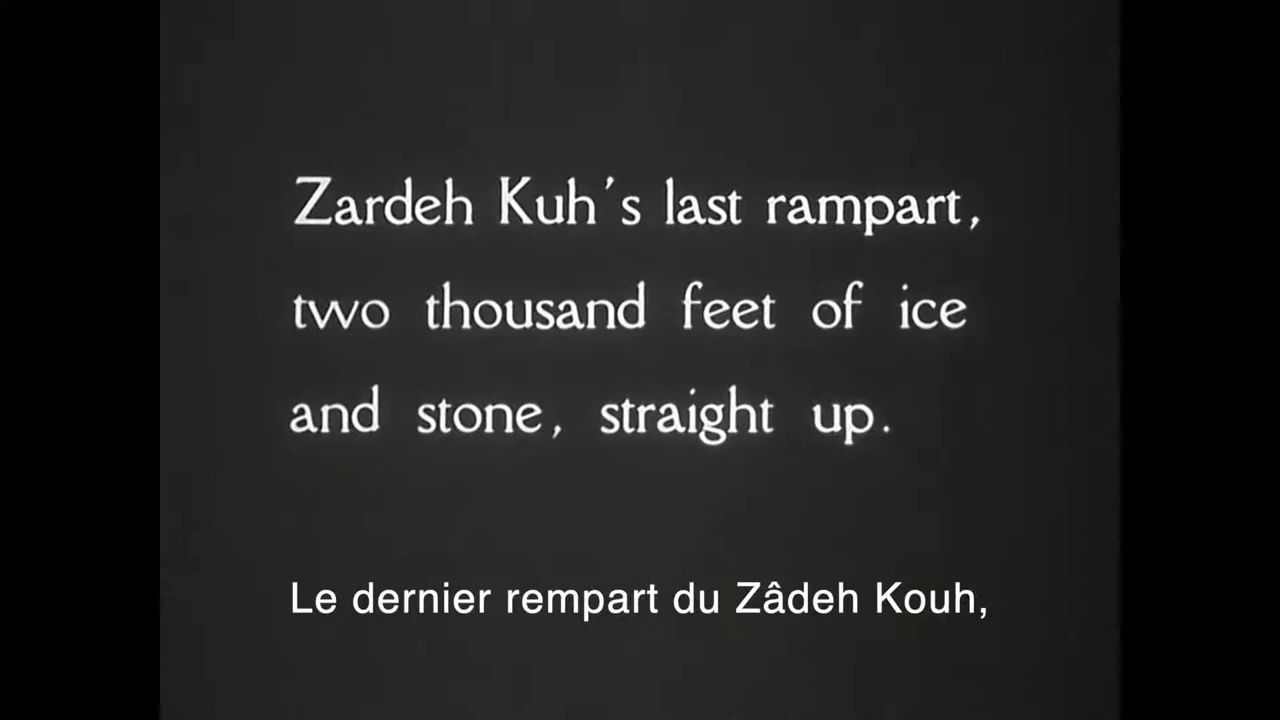 Zardeh Kuh's last rampart,
two thousand feet of ice
and stone, straight up.
Le dernier rempart du Zâdeh Kouh,